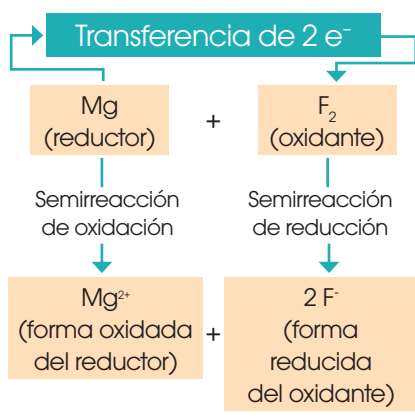 Transferencia de 2 e⁻
Mg
(reductor)
+
F₂
(oxidante)
Semirreacción
de oxidación
Semirreacción
de reducción
Mg²⁺
(forma oxidada
del reductor)
+
2 F⁻
(forma
reducida
del oxidante)